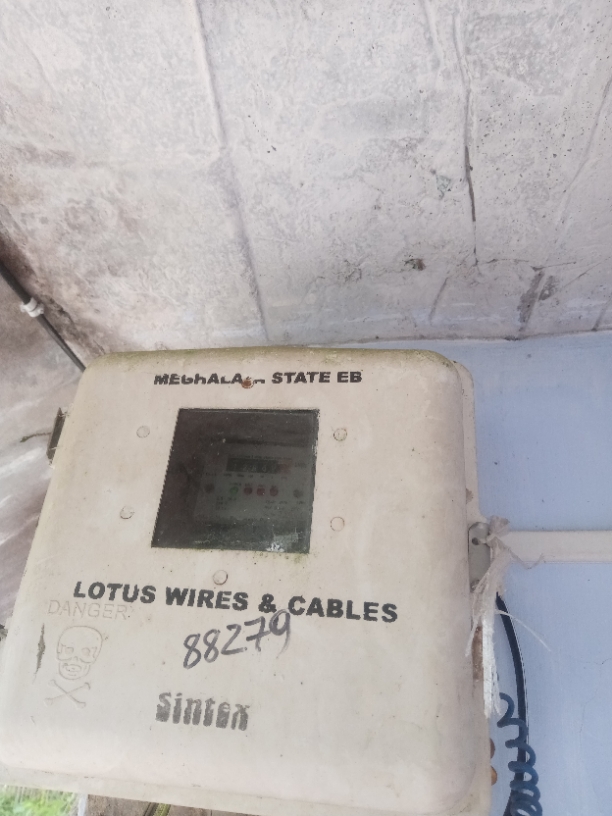 STATE EB
LOTUS WIRES & CABLES
DANGER
88279
Sintex